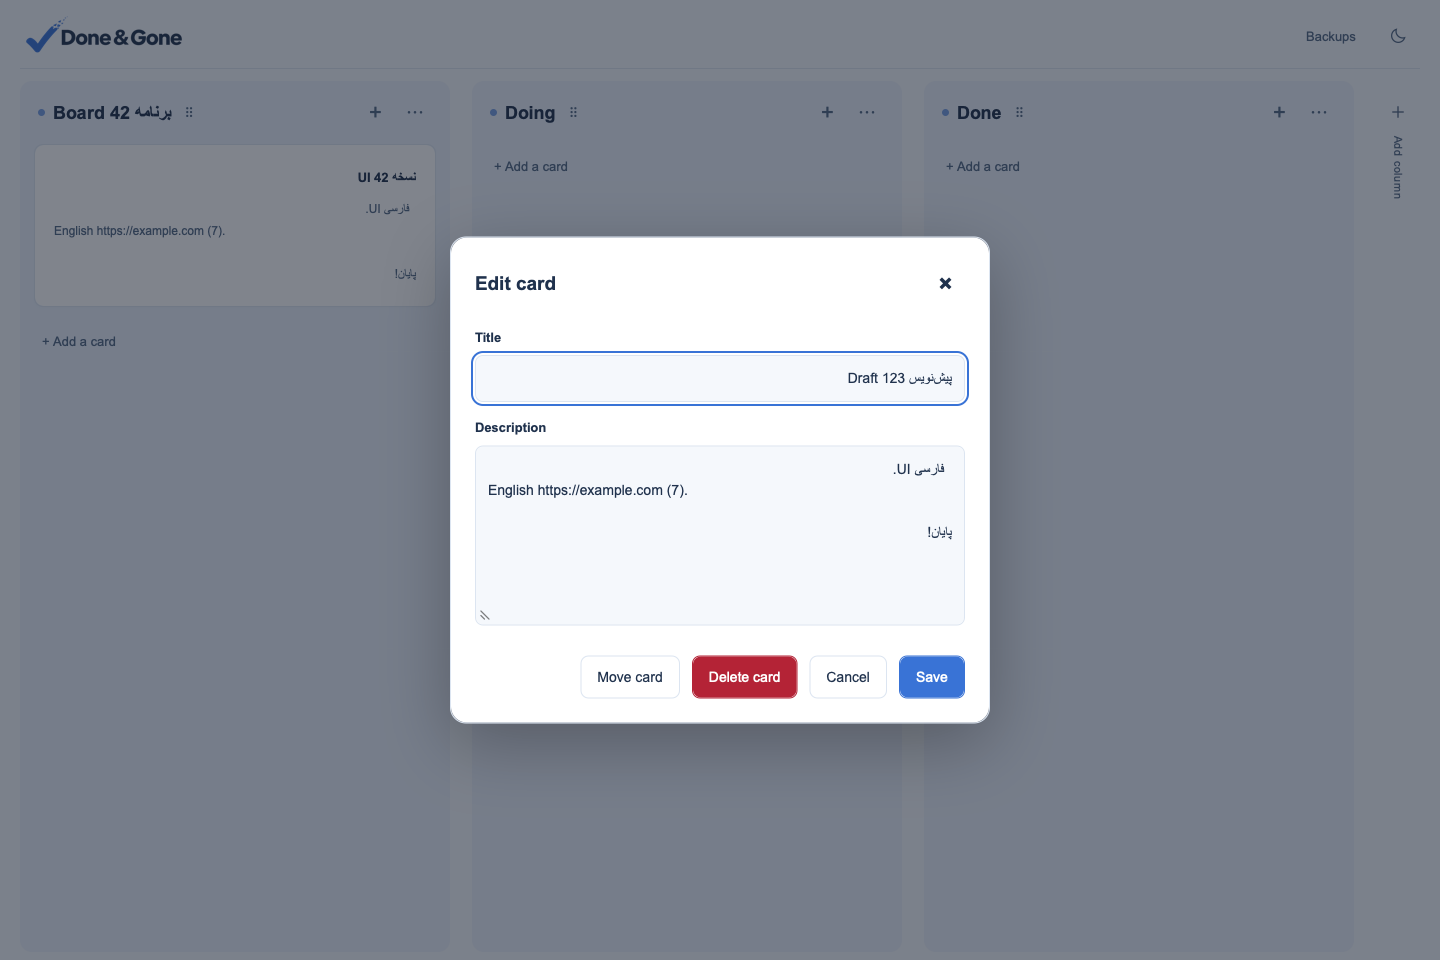 Done & Gone
Backups
Board 42 برنامه
Doing
Done
نسخه UI 42
فارسی UI.
English https://example.com (7).
پایان!
+ Add a card
+ Add a card
+ Add a card
Add column
Edit card
Title
پیش‌نویس Draft 123
Description
فارسی UI.
English https://example.com (7).
پایان!
Move card
Delete card
Cancel
Save